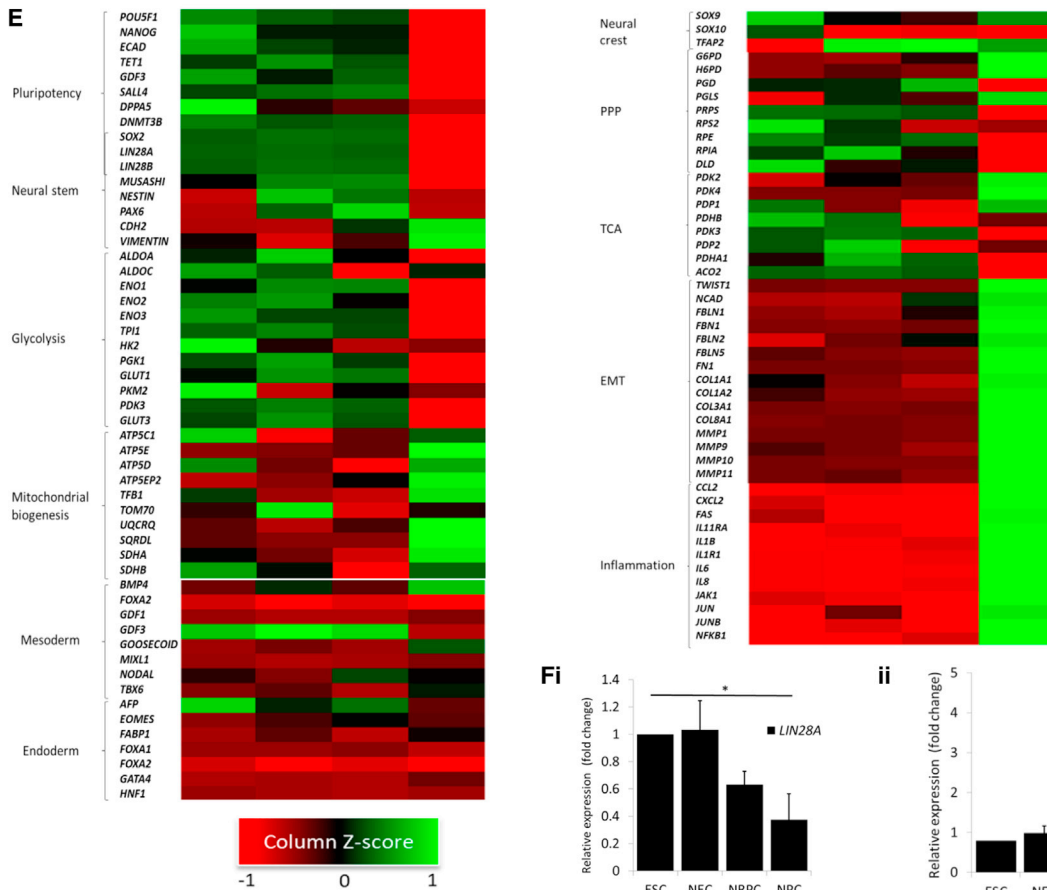 E
Pluripotency
POU5F1
NANOG
ECAD
TET1
GDF3
SALL4
DPPA5
DNMT3B
SOX2
LIN28A
LIN28B
Neural stem
MUSASHI
NESTIN
PAX6
CDH2
VIMENTIN
Glycolysis
ALDOA
ALDOC
ENO1
ENO2
ENO3
TPI1
HK2
PGK1
GLUT1
PKM2
PDK3
GLUT3
Mitochondrial
biogenesis
ATP5C1
ATP5E
ATP5D
ATP5EP2
TFB1
TOM70
UQCRQ
SQRDL
SDHA
SDHB
Mesoderm
BMP4
FOXA2
GDF1
GDF3
GOOSECOID
MIXL1
NODAL
TBX6
Endoderm
AFP
EOMES
FABP1
FOXA1
FOXA2
GATA4
HNF1
Column Z-score
-1 0 1
Neural
crest
SOX9
SOX10
TFAP2
PPP
G6PD
H6PD
PGD
PGLS
PRPS
RPS2
RPE
RPIA
DLD
TCA
PDK2
PDK4
PDP1
PDHB
PDK3
PDP2
PDHA1
ACO2
EMT
TWIST1
NCAD
FBLN1
FBN1
FBLN2
FBLN5
FN1
COL1A1
COL1A2
COL3A1
COL8A1
MMP1
MMP9
MMP10
MMP11
Inflammation
CCL2
CXCL2
FAS
IL11RA
IL1B
IL1R1
IL6
IL8
JAK1
JUN
JUNB
NFKB1
Fi
Relative expression (fold change)
1.4
1.2
1
0.8
0.6
0.4
0.2
0
*
LIN28A
ESC NEC NRPC NPC
ii
Relative expression (fold change)
5
4
3
2
1
0
ESC